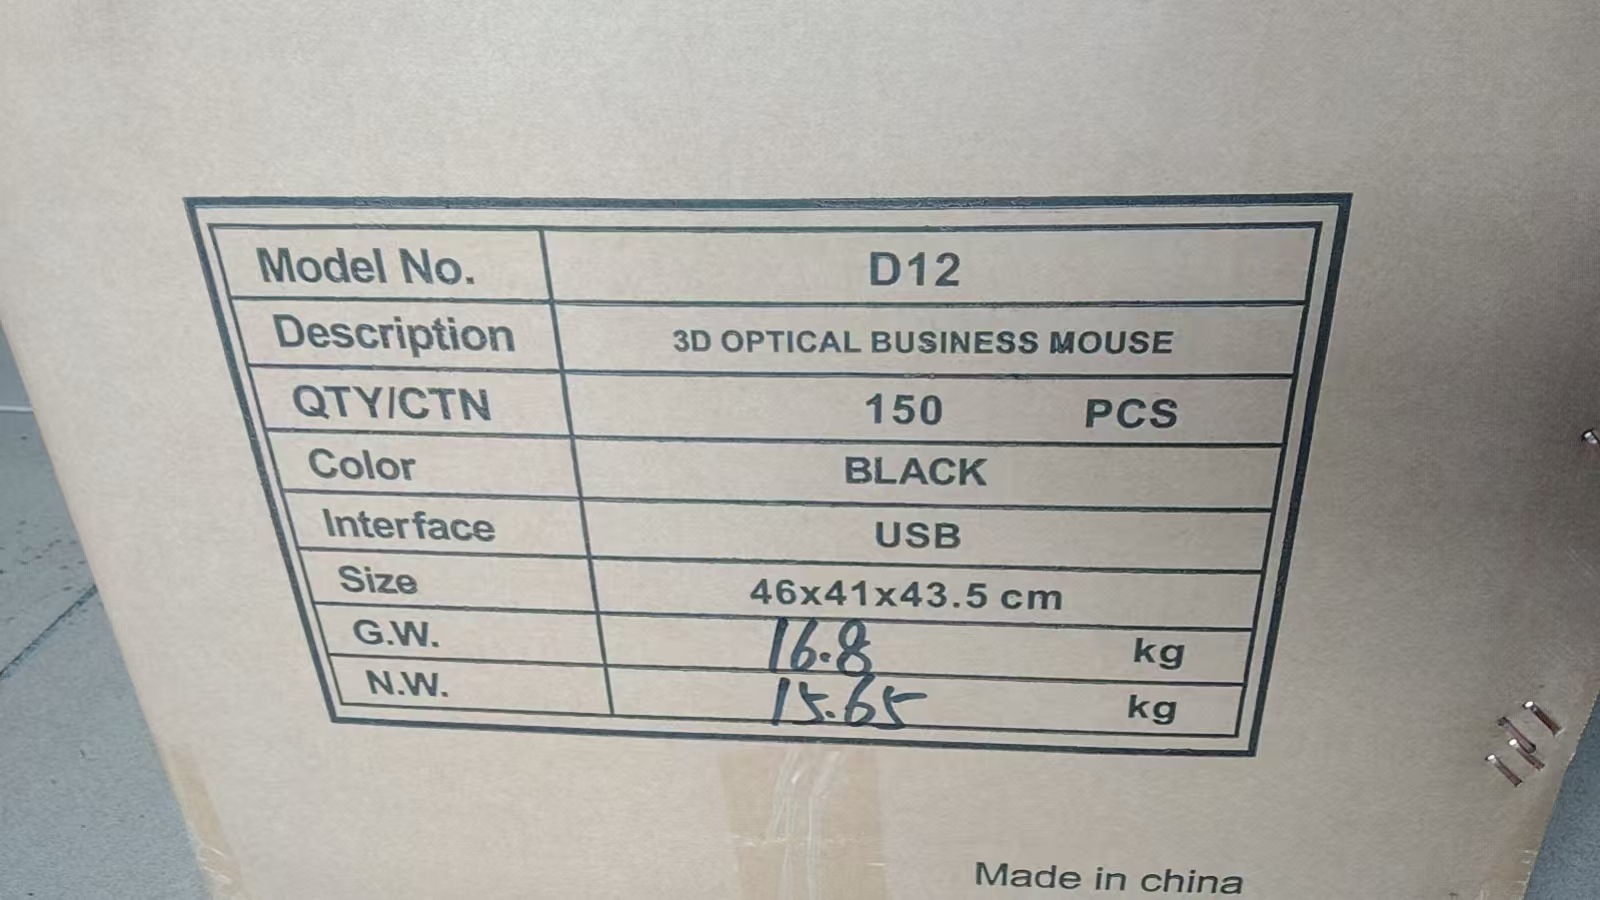 Model No. D12
Description 3D OPTICAL BUSINESS MOUSE
QTY/CTN 150 PCS
Color BLACK
Interface USB
Size 46x41x43.5 cm
G.W. 16.8 kg
N.W. 15.65 kg
Made in china